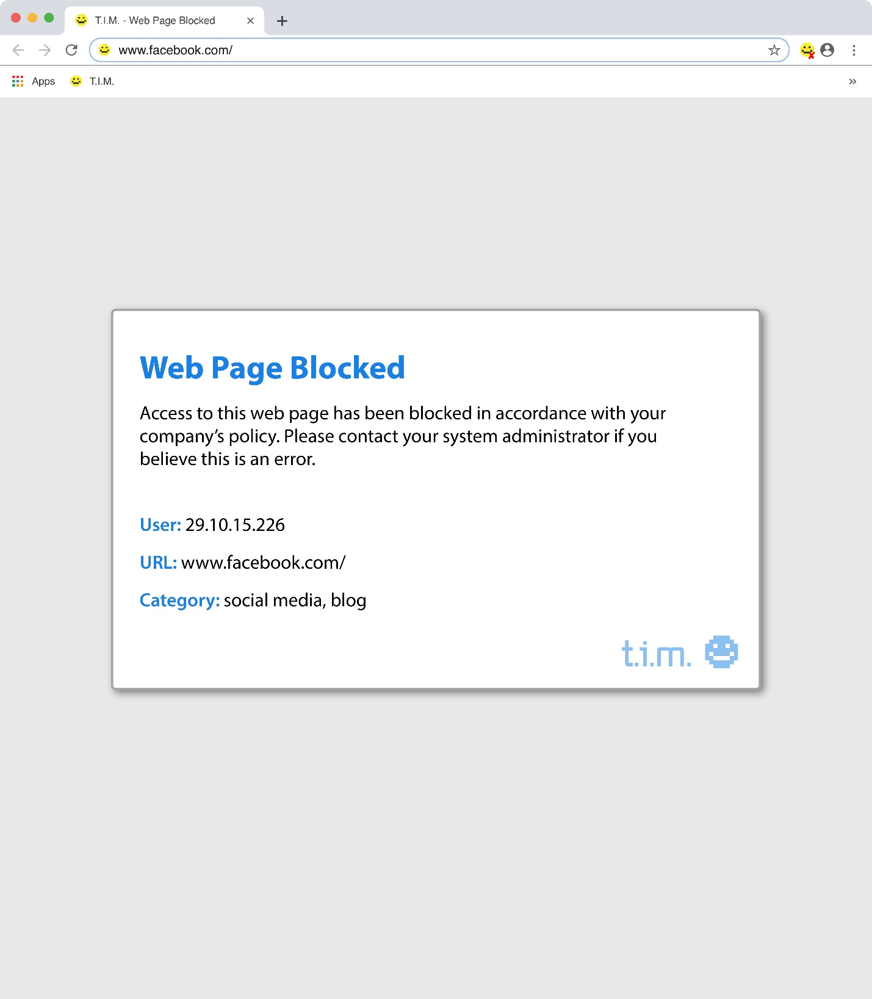 T.I.M. - Web Page Blocked
www.facebook.com/
Apps
T.I.M.
Web Page Blocked
Access to this web page has been blocked in accordance with your
company’s policy. Please contact your system administrator if you
believe this is an error.
User: 29.10.15.226
URL: www.facebook.com/
Category: social media, blog
t.i.m.